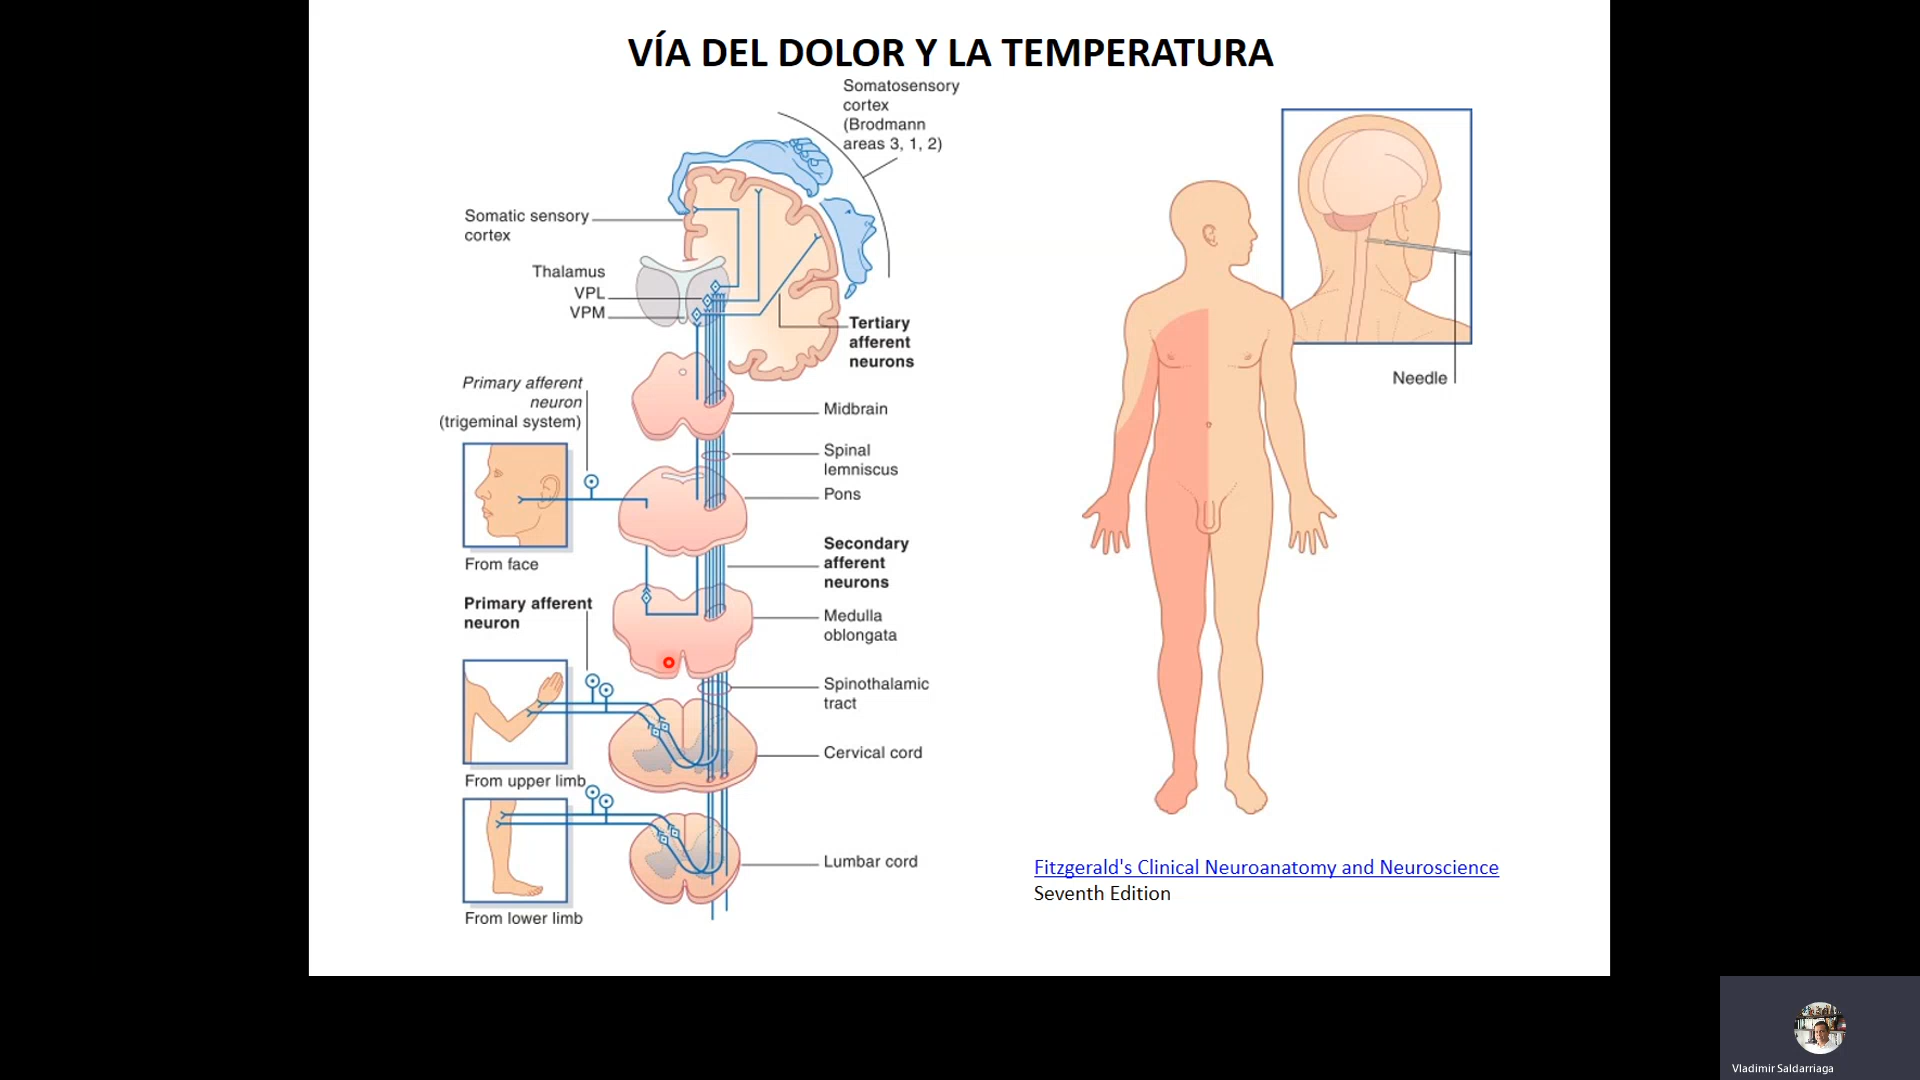 VÍA DEL DOLOR Y LA TEMPERATURA
Somatosensory
cortex
(Brodmann
areas 3, 1, 2)
Somatic sensory
cortex
Thalamus
VPL
VPM
Tertiary
afferent
neurons
Primary afferent
neuron
(trigeminal system)
Midbrain
Spinal
lemniscus
Pons
From face
Secondary
afferent
neurons
Primary afferent
neuron
Medulla
oblongata
Spinothalamic
tract
Cervical cord
From upper limb
Lumbar cord
From lower limb
Needle
Fitzgerald's Clinical Neuroanatomy and Neuroscience
Seventh Edition
Vladimir Saldarriaga